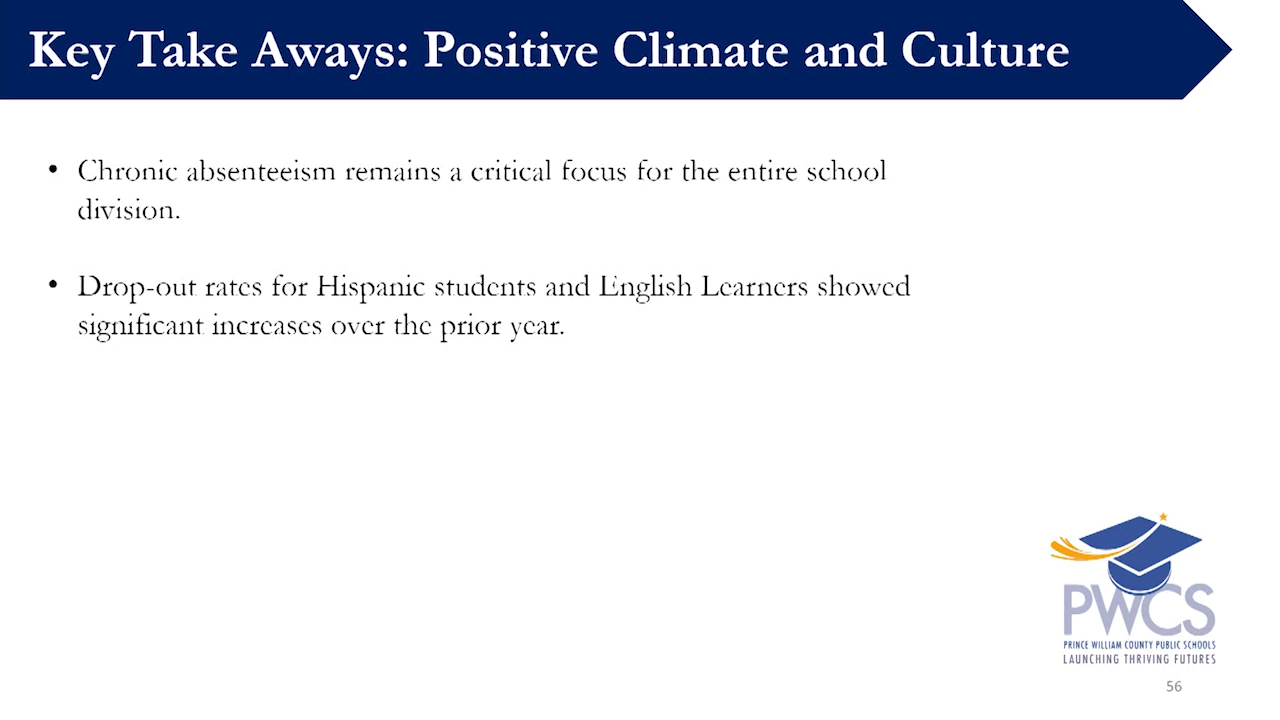 Key Take Aways: Positive Climate and Culture
• Chronic absenteeism remains a critical focus for the entire school
division.
• Drop-out rates for Hispanic students and English Learners showed
significant increases over the prior year.
PWCS
PRINCE WILLIAM COUNTY PUBLIC SCHOOLS
LAUNCHING THRIVING FUTURES
56